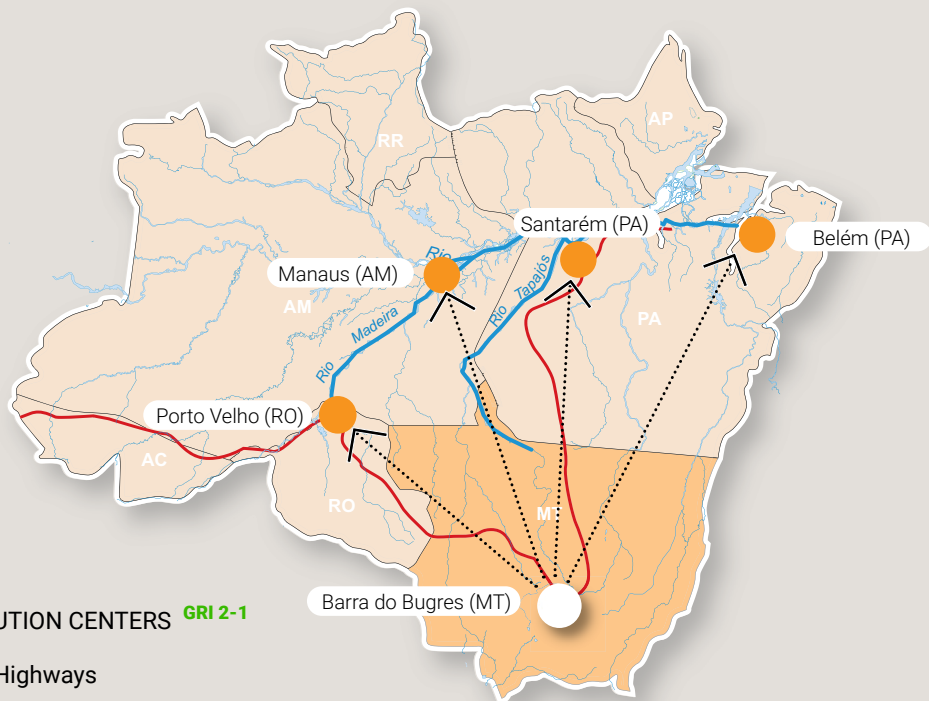 RR
AP
Santarém (PA)
Belém (PA)
Rio
Manaus (AM)
Rio Tapajós
AM
Rio Madeira
PA
Porto Velho (RO)
AC
RO
MT
Barra do Bugres (MT)
UTION CENTERS GRI 2-1
Highways